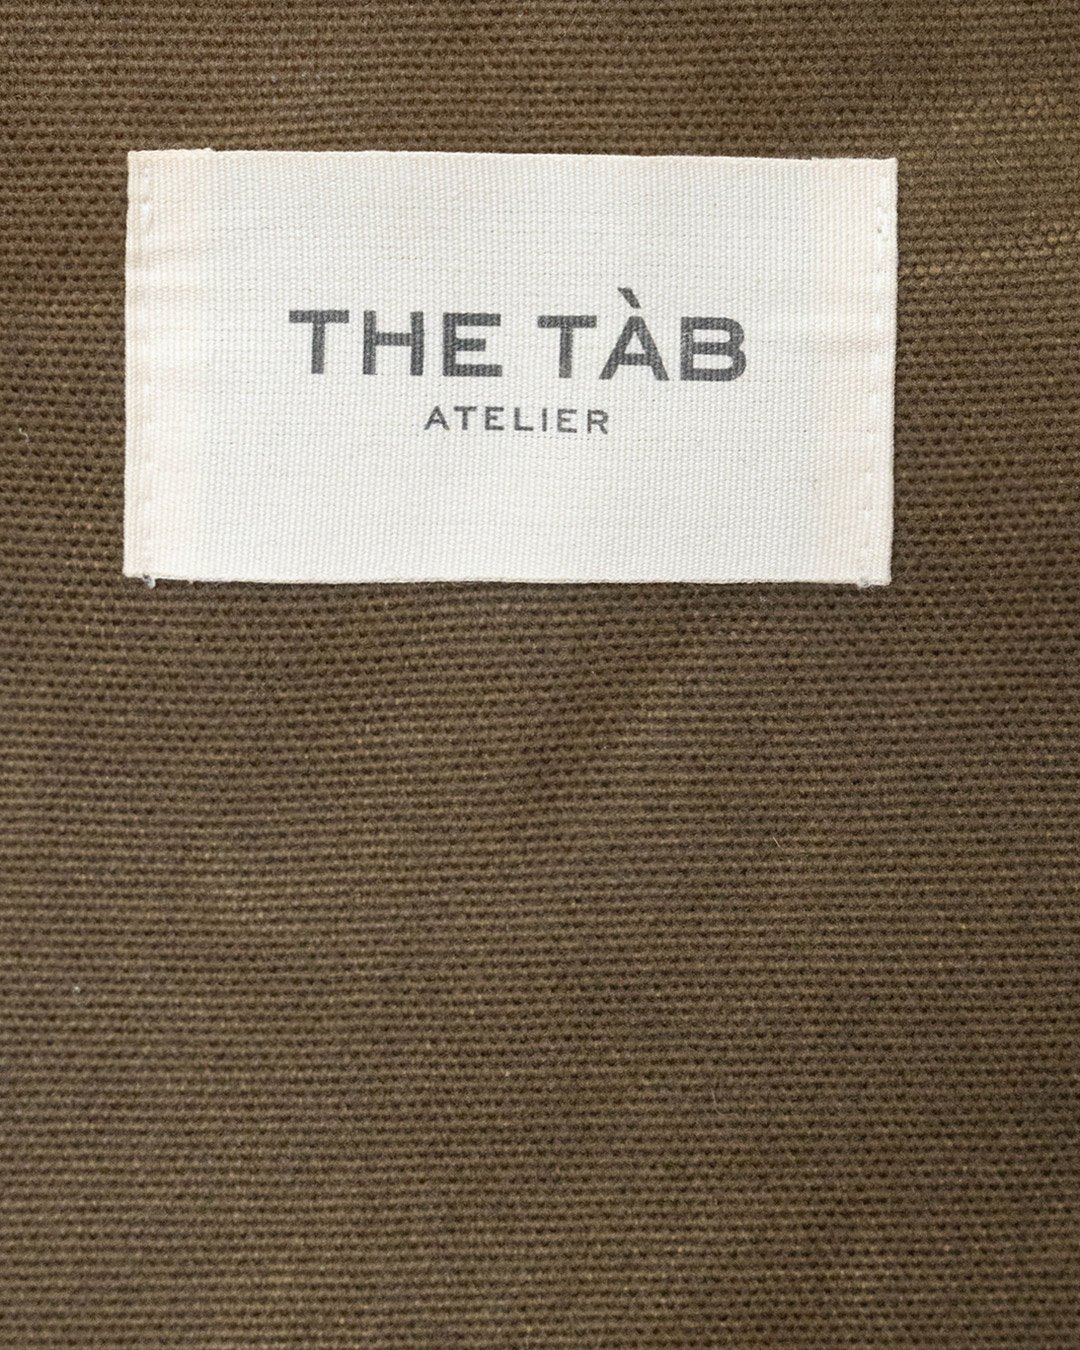 THE TÀB
ATELIER